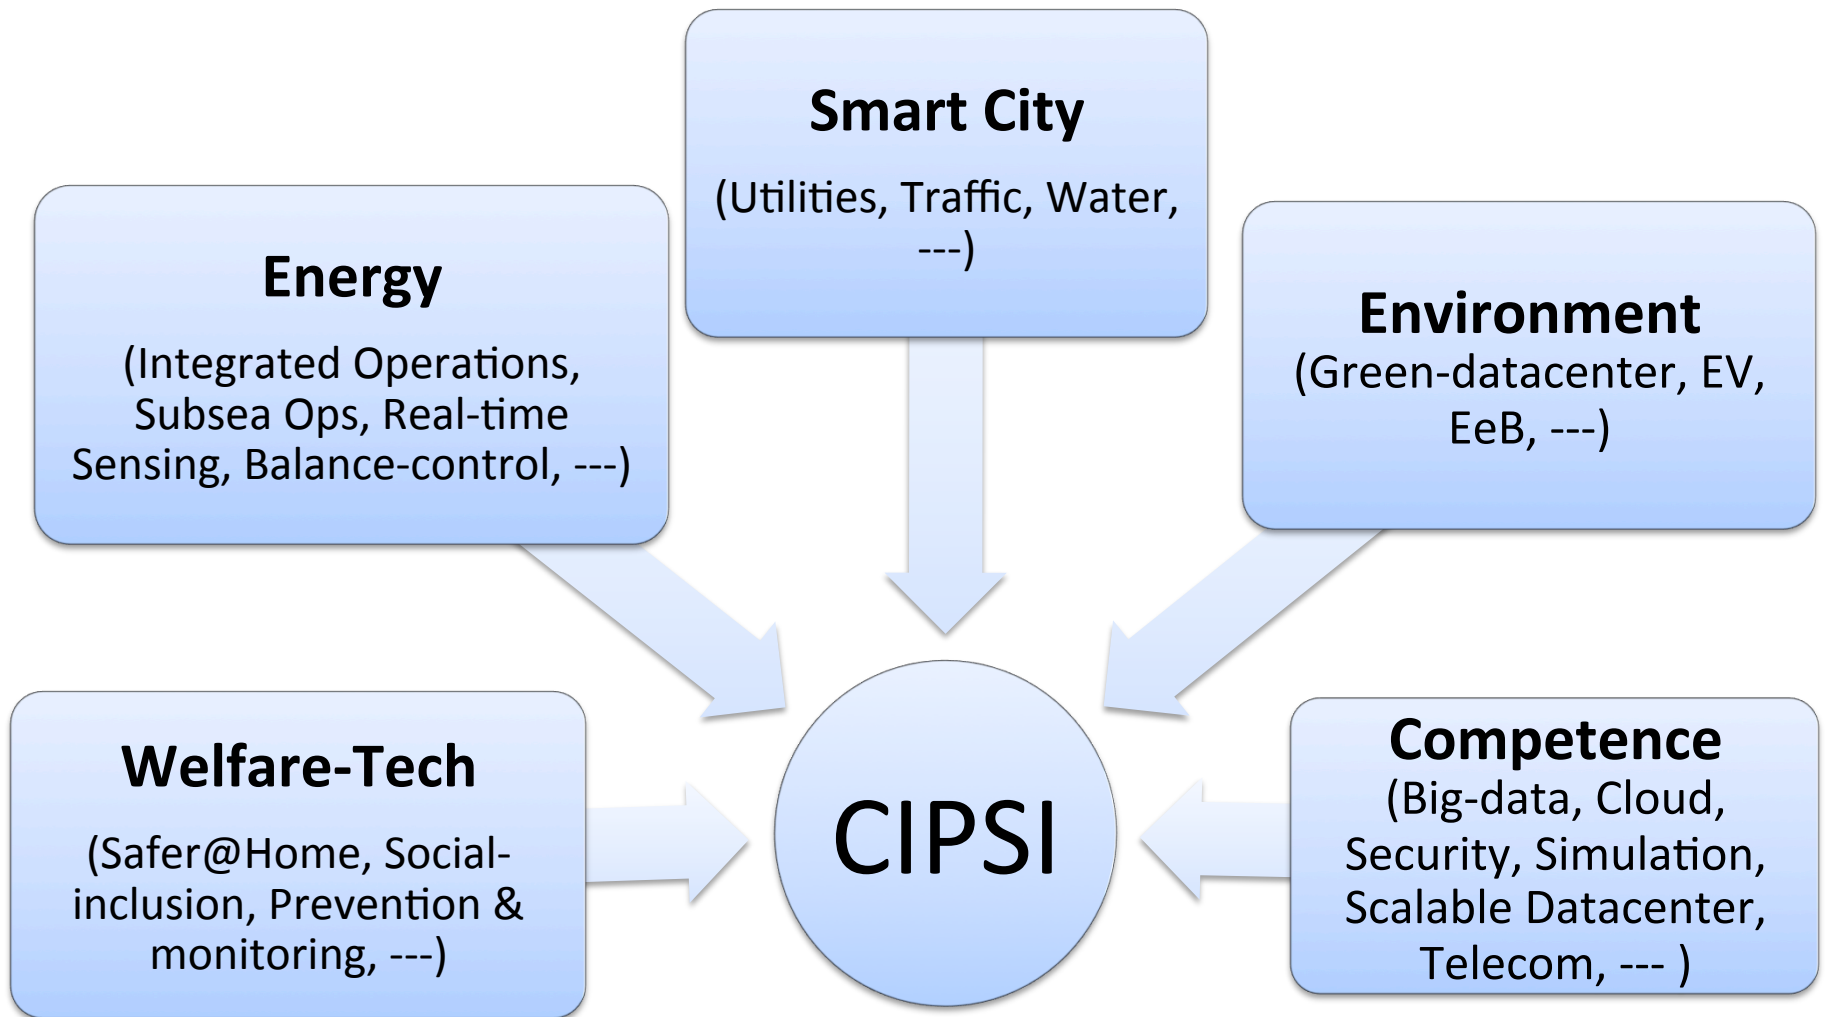 Smart City
(Utilities, Traffic, Water,
---)
Energy
(Integrated Operations,
Subsea Ops, Real-time
Sensing, Balance-control, ---)
Environment
(Green-datacenter, EV,
EeB, ---)
Welfare-Tech
(Safer@Home, Social-
inclusion, Prevention &
monitoring, ---)
CIPSI
Competence
(Big-data, Cloud,
Security, Simulation,
Scalable Datacenter,
Telecom, --- )